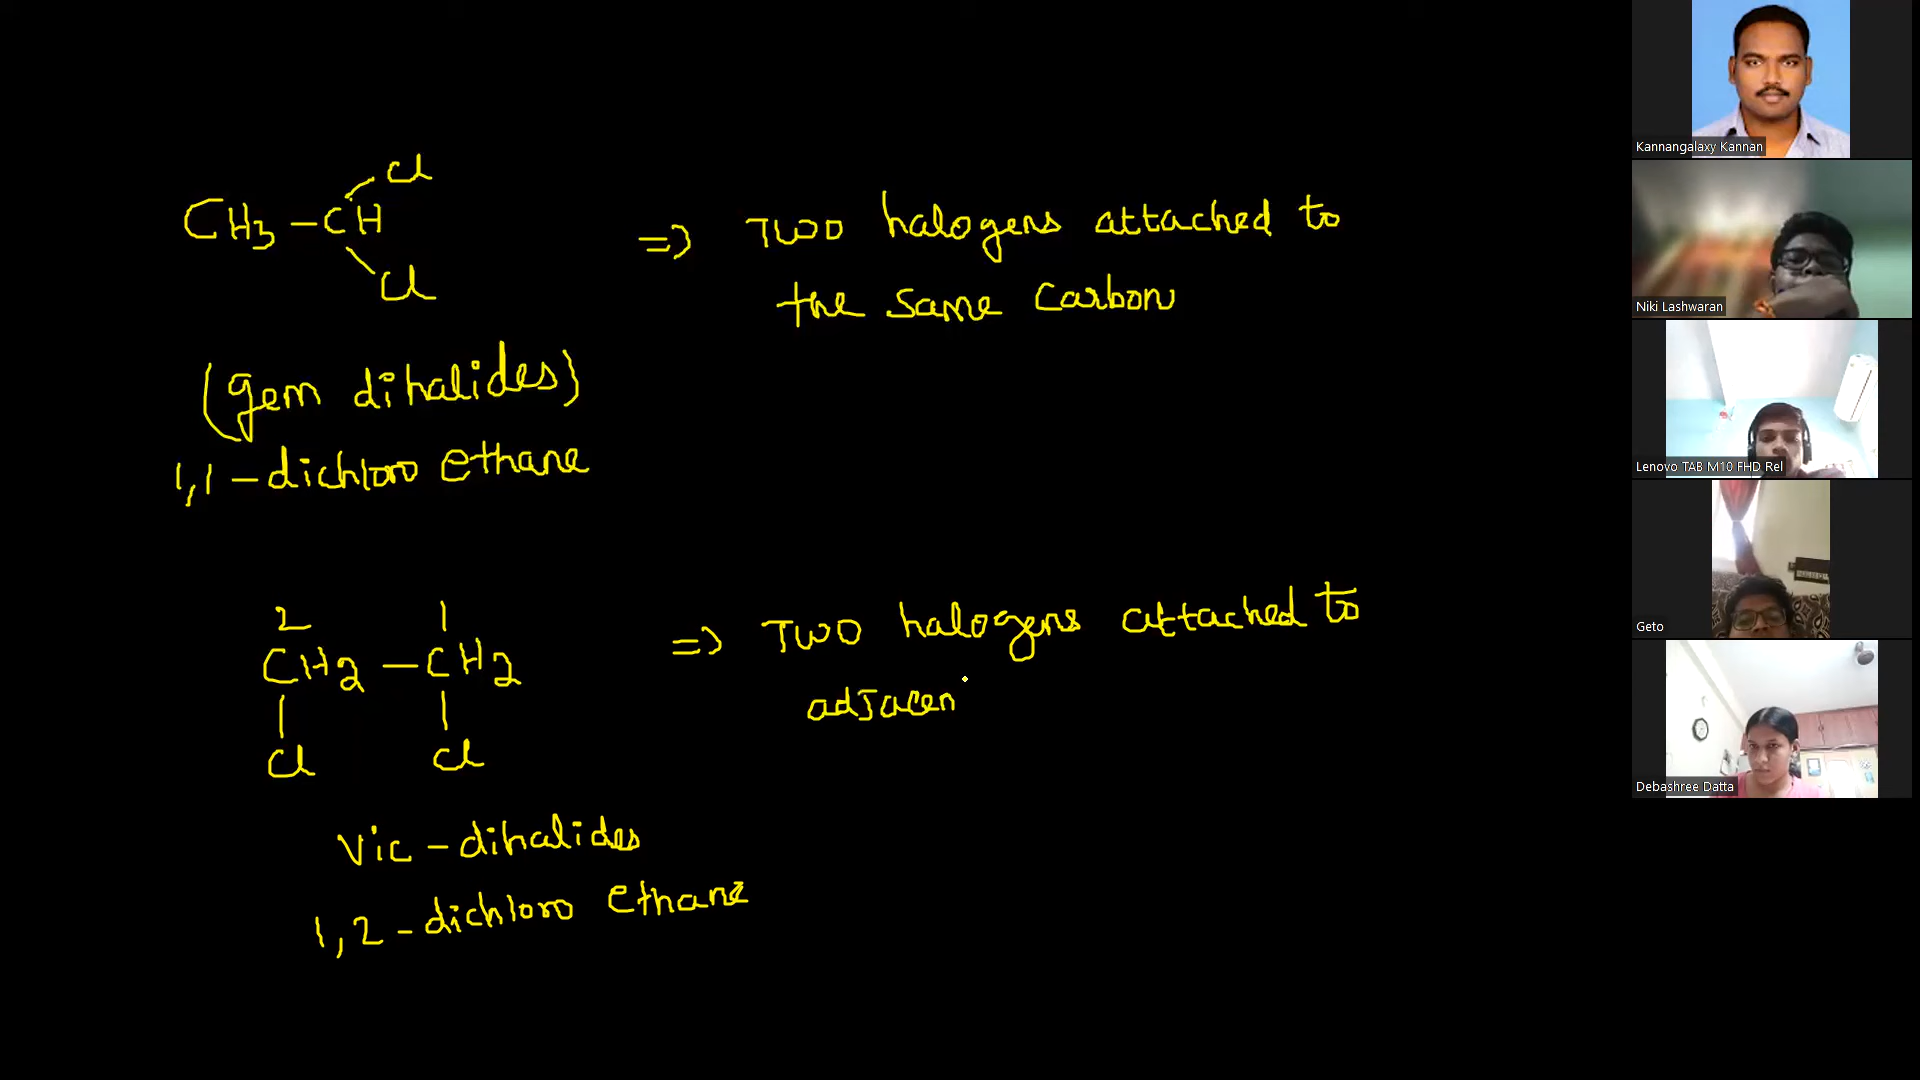 Cl
CH3 - CH
Cl
=> Two halogens attached to
the same carbon
(gem dihalides)
1,1 - dichloro ethane
2 1
CH2 - CH2
Cl Cl
=> Two halogens attached to
adjacen
Vic - dihalides
1,2 - dichloro ethane
Kannangalaxy Kannan
Niki Lashwaran
Lenovo TAB M10 FHD Rel
Geto
Debashree Datta